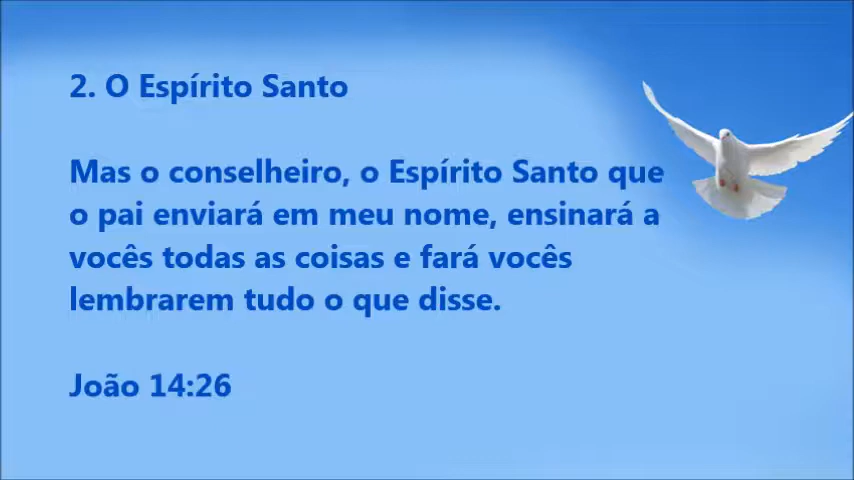 2. O Espírito Santo
Mas o conselheiro, o Espírito Santo que
o pai enviará em meu nome, ensinará a
vocês todas as coisas e fará vocês
lembrarem tudo o que disse.
João 14:26